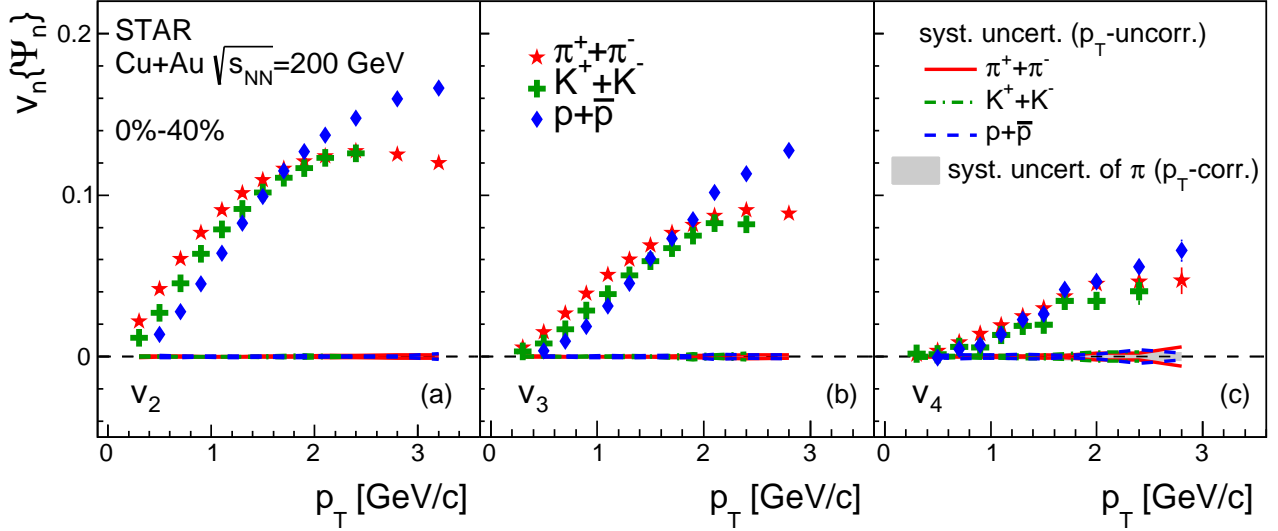 v_n{Ψ_n}
0.2
0.1
0
STAR
Cu+Au √s_NN=200 GeV
0%-40%
v_2
(a)
0 1 2 3
p_T [GeV/c]
π⁺+π⁻
K⁺+K⁻
p+p̅
v_3
(b)
0 1 2 3
p_T [GeV/c]
syst. uncert. (p_T-uncorr.)
π⁺+π⁻
K⁺+K⁻
p+p̅
syst. uncert. of π (p_T-corr.)
v_4
(c)
0 1 2 3
p_T [GeV/c]